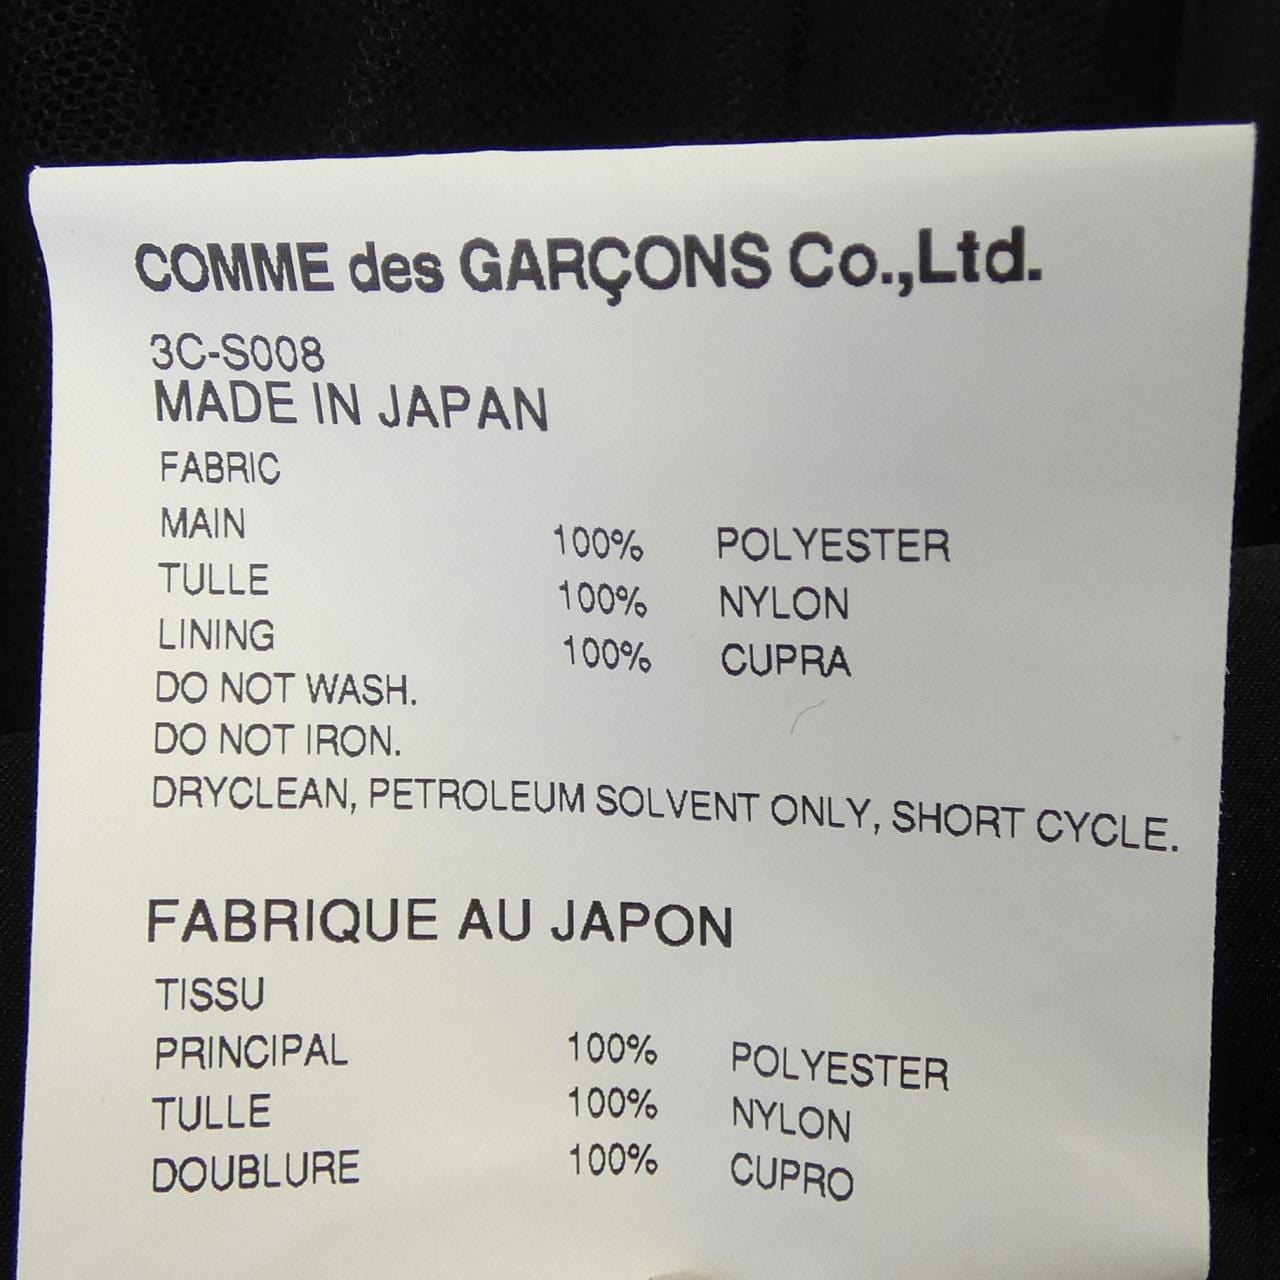 COMME des GARÇONS Co.,Ltd.
3C-S008
MADE IN JAPAN
FABRIC
MAIN 100% POLYESTER
TULLE 100% NYLON
LINING 100% CUPRA
DO NOT WASH.
DO NOT IRON.
DRYCLEAN, PETROLEUM SOLVENT ONLY, SHORT CYCLE.
FABRIQUE AU JAPON
TISSU
PRINCIPAL 100% POLYESTER
TULLE 100% NYLON
DOUBLURE 100% CUPRO